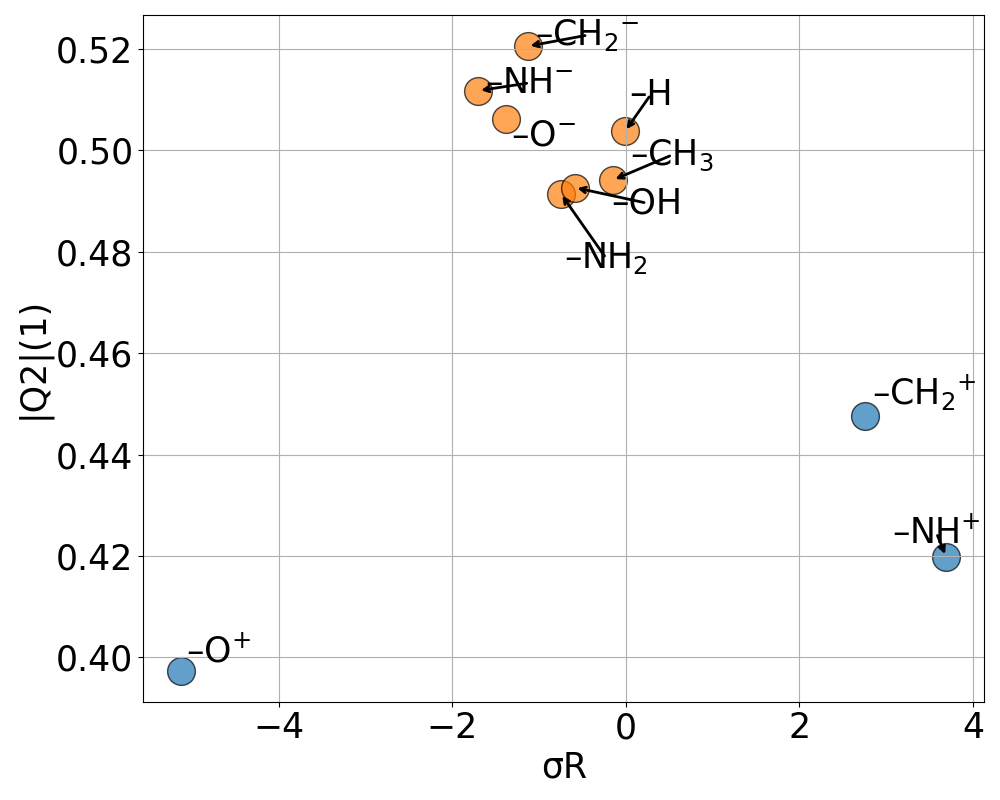 0.52
0.50
0.48
0.46
0.44
0.42
0.40
|Q2|(1)
–CH₂⁻
–NH⁻
–O⁻
–H
–CH₃
–OH
–NH₂
–CH₂⁺
–NH⁺
–O⁺
−4
−2
0
2
4
σR